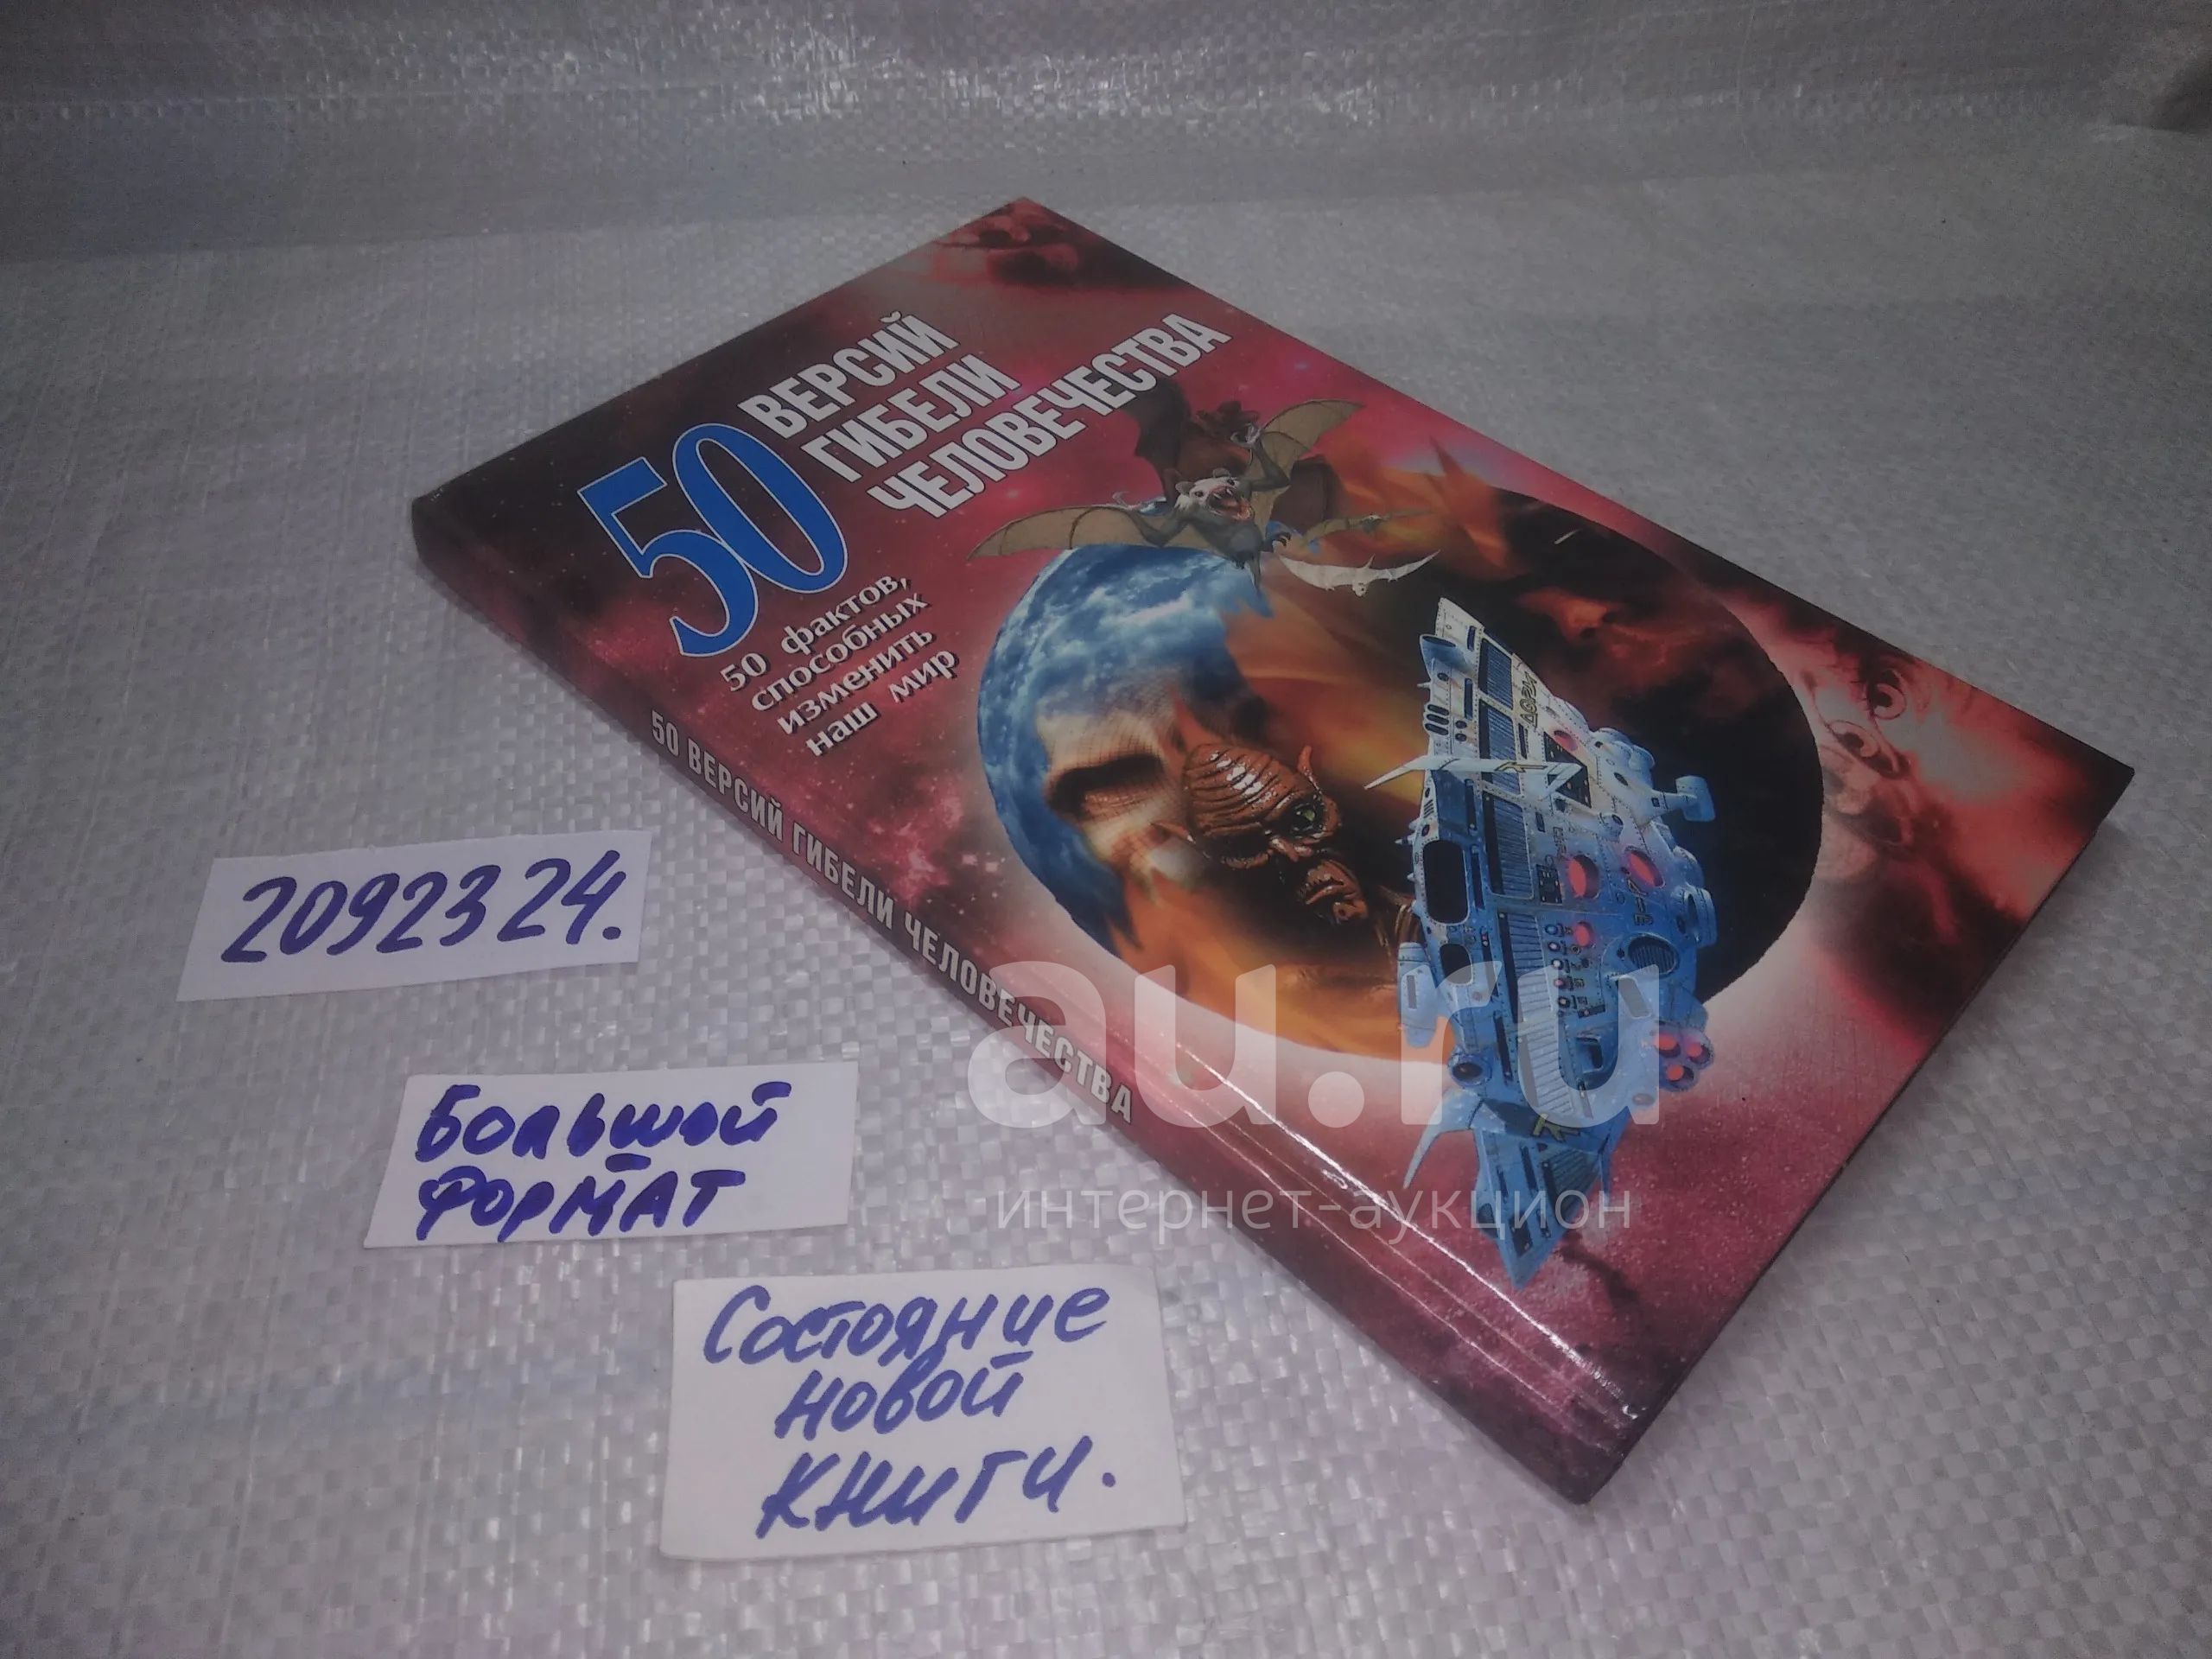 50
ВЕРСИЙ
ГИБЕЛИ
ЧЕЛОВЕЧЕСТВА
50 фактов,
способных
изменить
наш мир
50 ВЕРСИЙ ГИБЕЛИ ЧЕЛОВЕЧЕСТВА
2092324.
Большой
ФОРМАТ
Состояние
новой
книги.
au.ru
интернет-аукцион